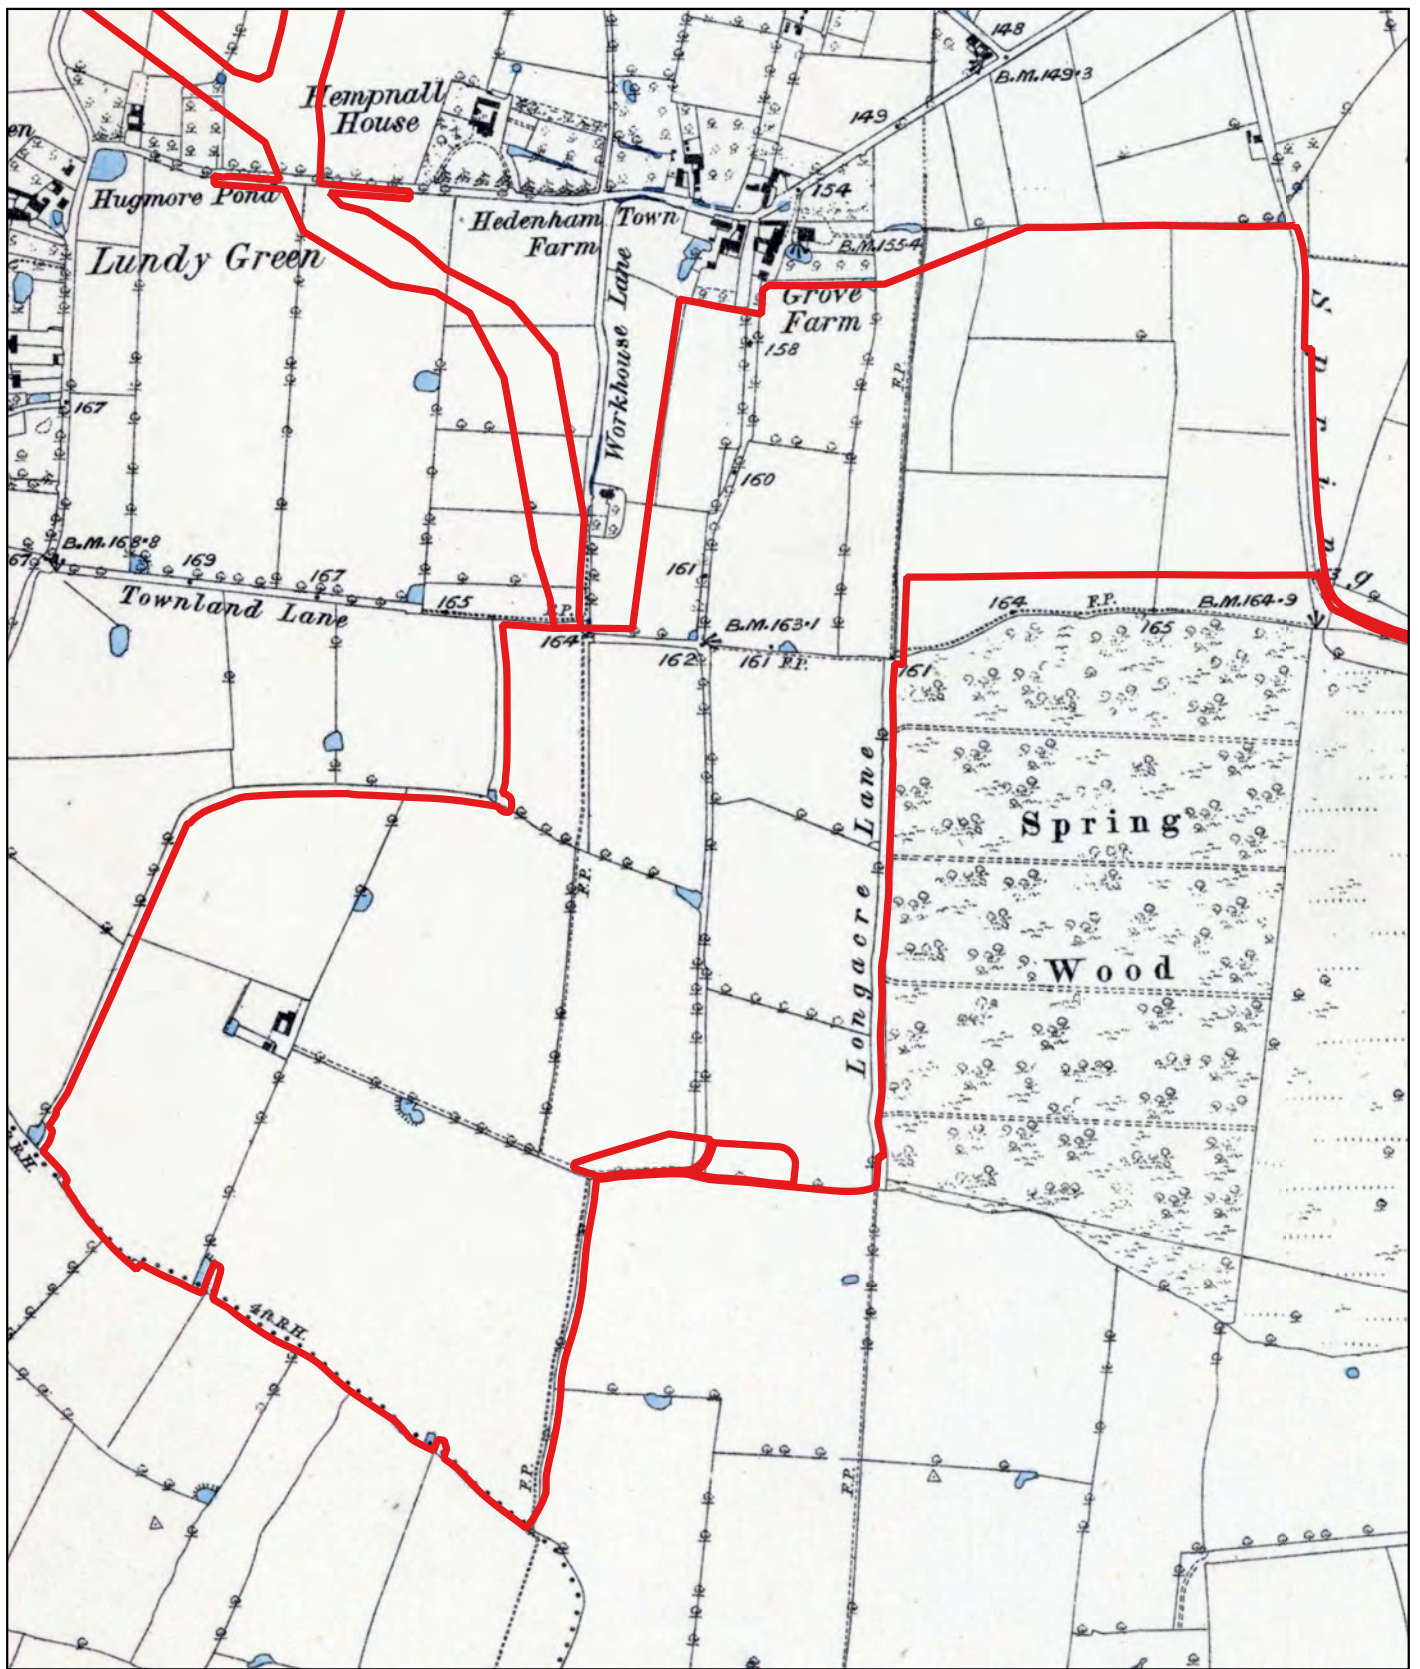 148
B.M.149·3
Hempnall
House
149
en
154
Hugmore Pond
Hedenham Town
Farm
B.M.155·4
Lundy Green
Workhouse Lane
Grove
Farm
158
F.P.
167
160
B.M.168·8
67
169
167
161
Townland Lane
165
F.P.
164
B.M.163·1
162
161
F.P.
161
164
F.P.
B.M.164·9
165
S p r i n g
Longacre Lane
Spring
F.P.
Wood
R.H.
4ft.R.H.
F.P.
F.P.